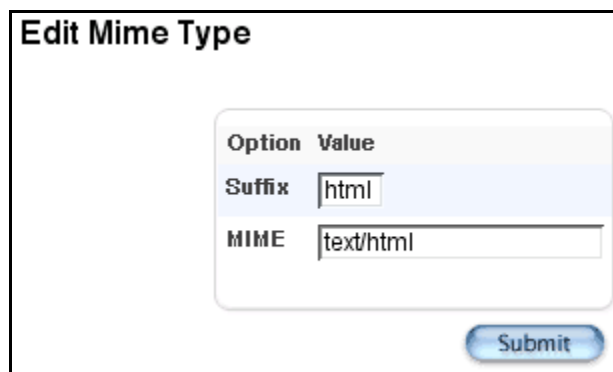 Edit Mime Type
Option Value
Suffix html
MIME text/html
Submit